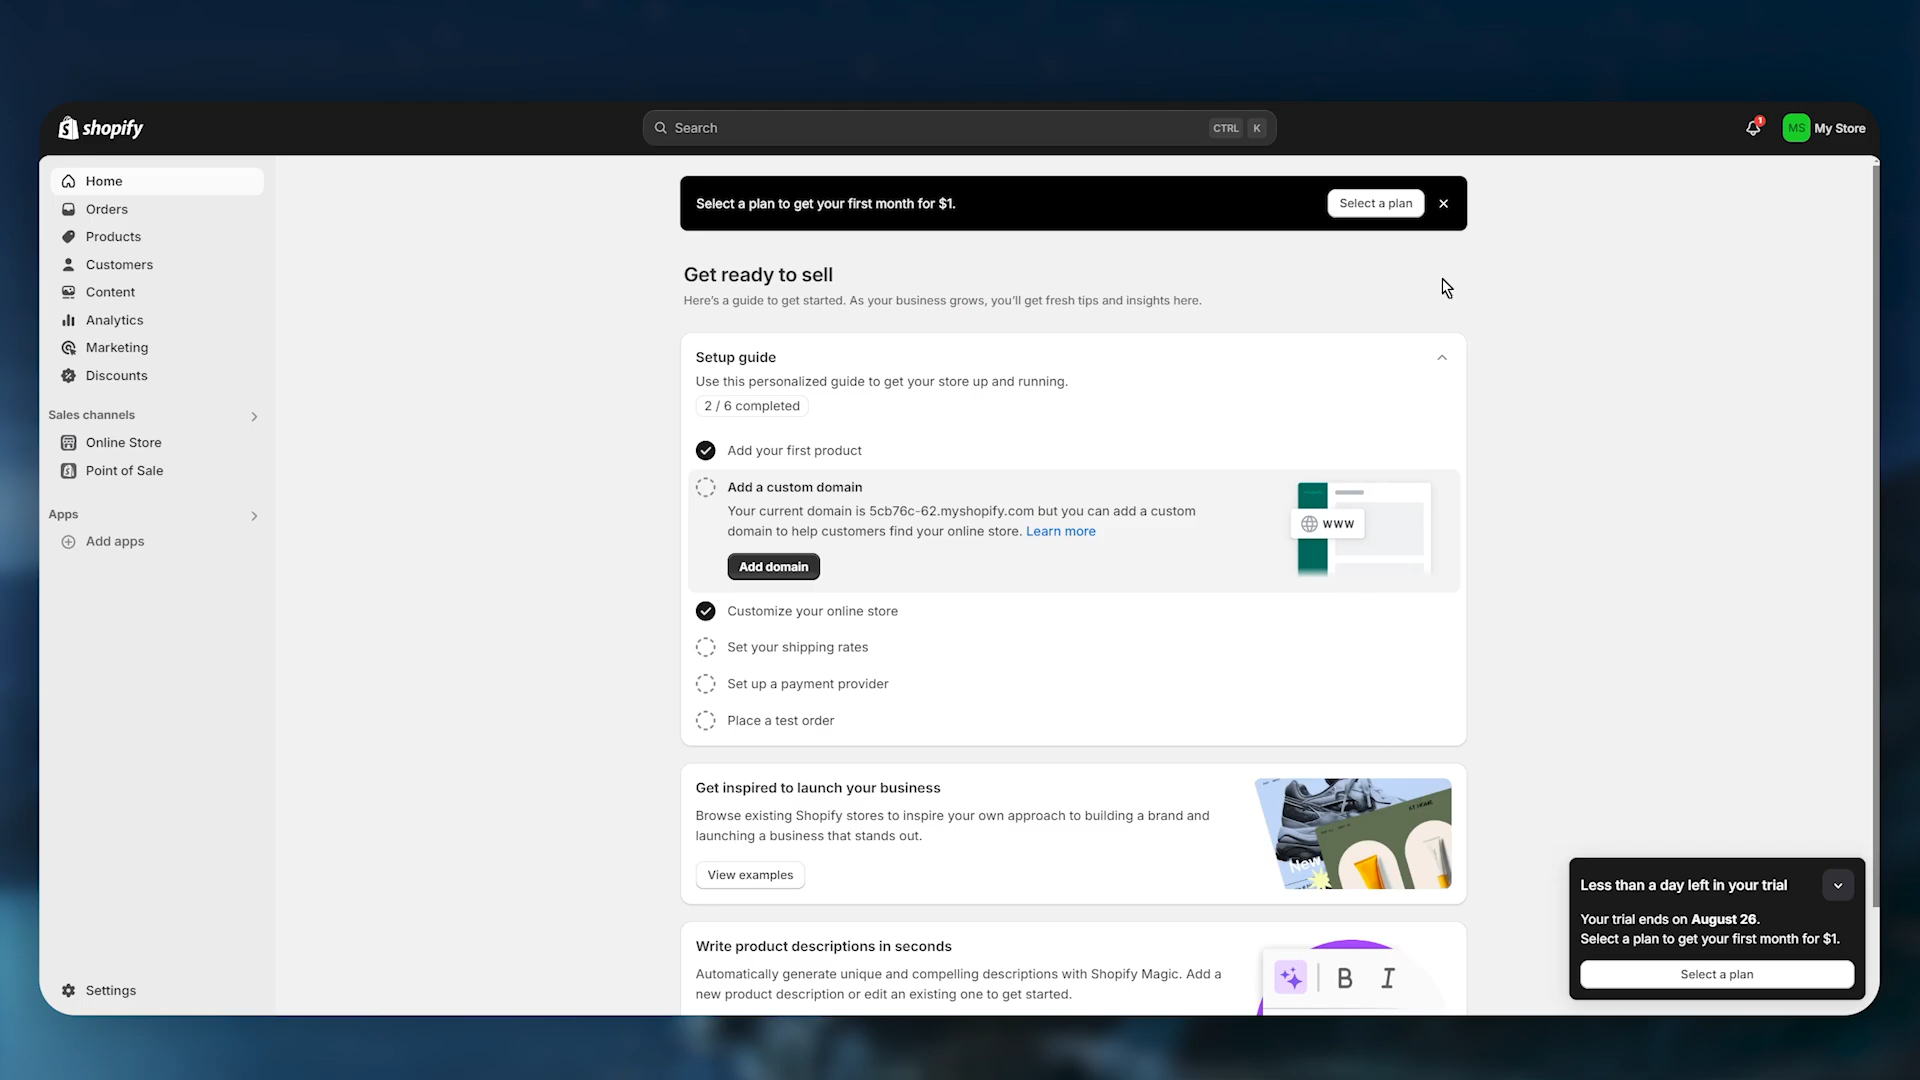 shopify
Search
CTRL K
1
MS My Store
Home
Orders
Products
Customers
Content
Analytics
Marketing
Discounts
Sales channels
Online Store
Point of Sale
Apps
Add apps
Settings
Select a plan to get your first month for $1.
Select a plan
Get ready to sell
Here's a guide to get started. As your business grows, you'll get fresh tips and insights here.
Setup guide
Use this personalized guide to get your store up and running.
2 / 6 completed
Add your first product
Add a custom domain
Your current domain is 5cb76c-62.myshopify.com but you can add a custom
domain to help customers find your online store. Learn more
Add domain
www
Customize your online store
Set your shipping rates
Set up a payment provider
Place a test order
Get inspired to launch your business
Browse existing Shopify stores to inspire your own approach to building a brand and
launching a business that stands out.
View examples
New
Write product descriptions in seconds
Automatically generate unique and compelling descriptions with Shopify Magic. Add a
new product description or edit an existing one to get started.
B I
Less than a day left in your trial
Your trial ends on August 26.
Select a plan to get your first month for $1.
Select a plan